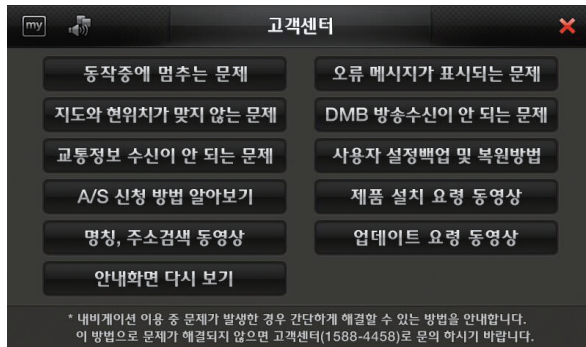 my
고객센터
동작중에 멈추는 문제
오류 메시지가 표시되는 문제
지도와 현위치가 맞지 않는 문제
DMB 방송수신이 안 되는 문제
교통정보 수신이 안 되는 문제
사용자 설정백업 및 복원방법
A/S 신청 방법 알아보기
제품 설치 요령 동영상
명칭, 주소검색 동영상
업데이트 요령 동영상
안내화면 다시 보기
* 내비게이션 이용 중 문제가 발생한 경우 간단하게 해결할 수 있는 방법을 안내합니다.
이 방법으로 문제가 해결되지 않으면 고객센터(1588-4458)로 문의 하시기 바랍니다.